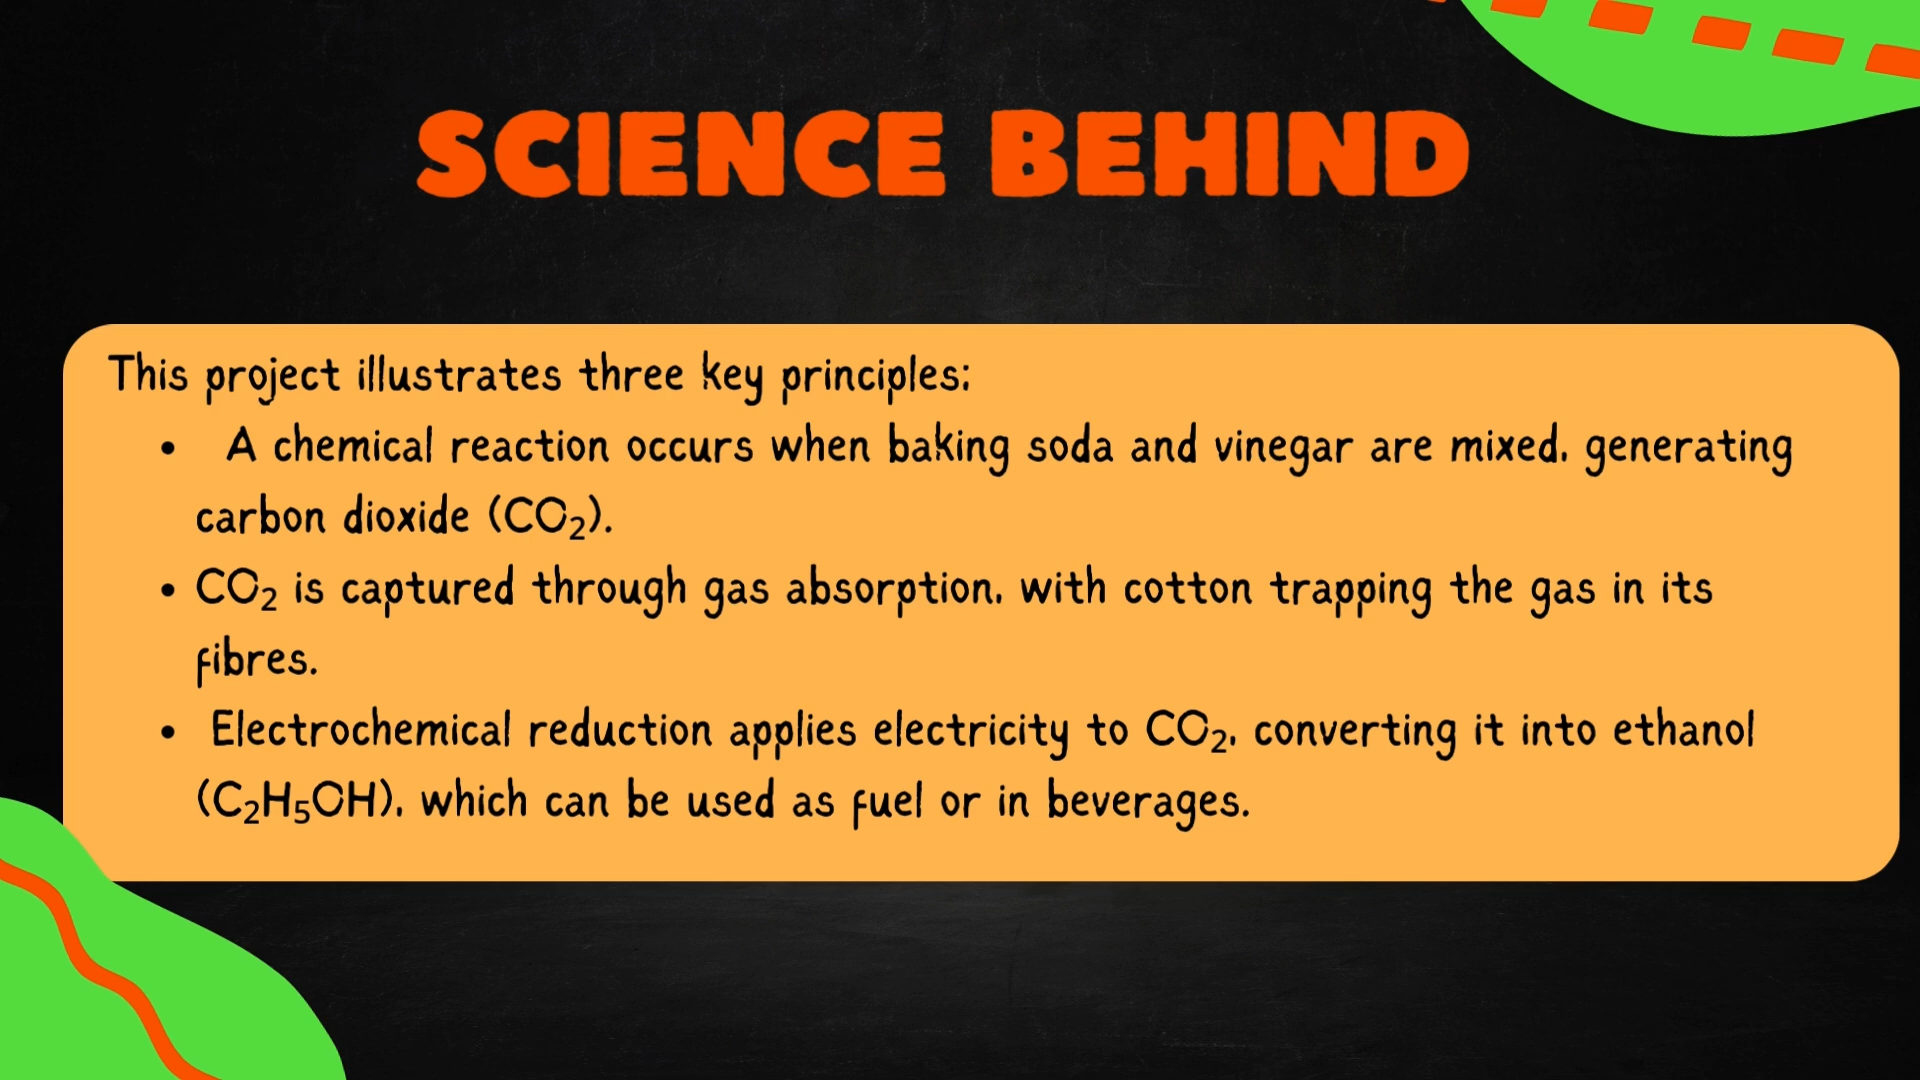 SCIENCE BEHIND
This project illustrates three key principles:
• A chemical reaction occurs when baking soda and vinegar are mixed, generating
carbon dioxide (CO₂).
• CO₂ is captured through gas absorption, with cotton trapping the gas in its
fibres.
• Electrochemical reduction applies electricity to CO₂, converting it into ethanol
(C₂H₅OH), which can be used as fuel or in beverages.